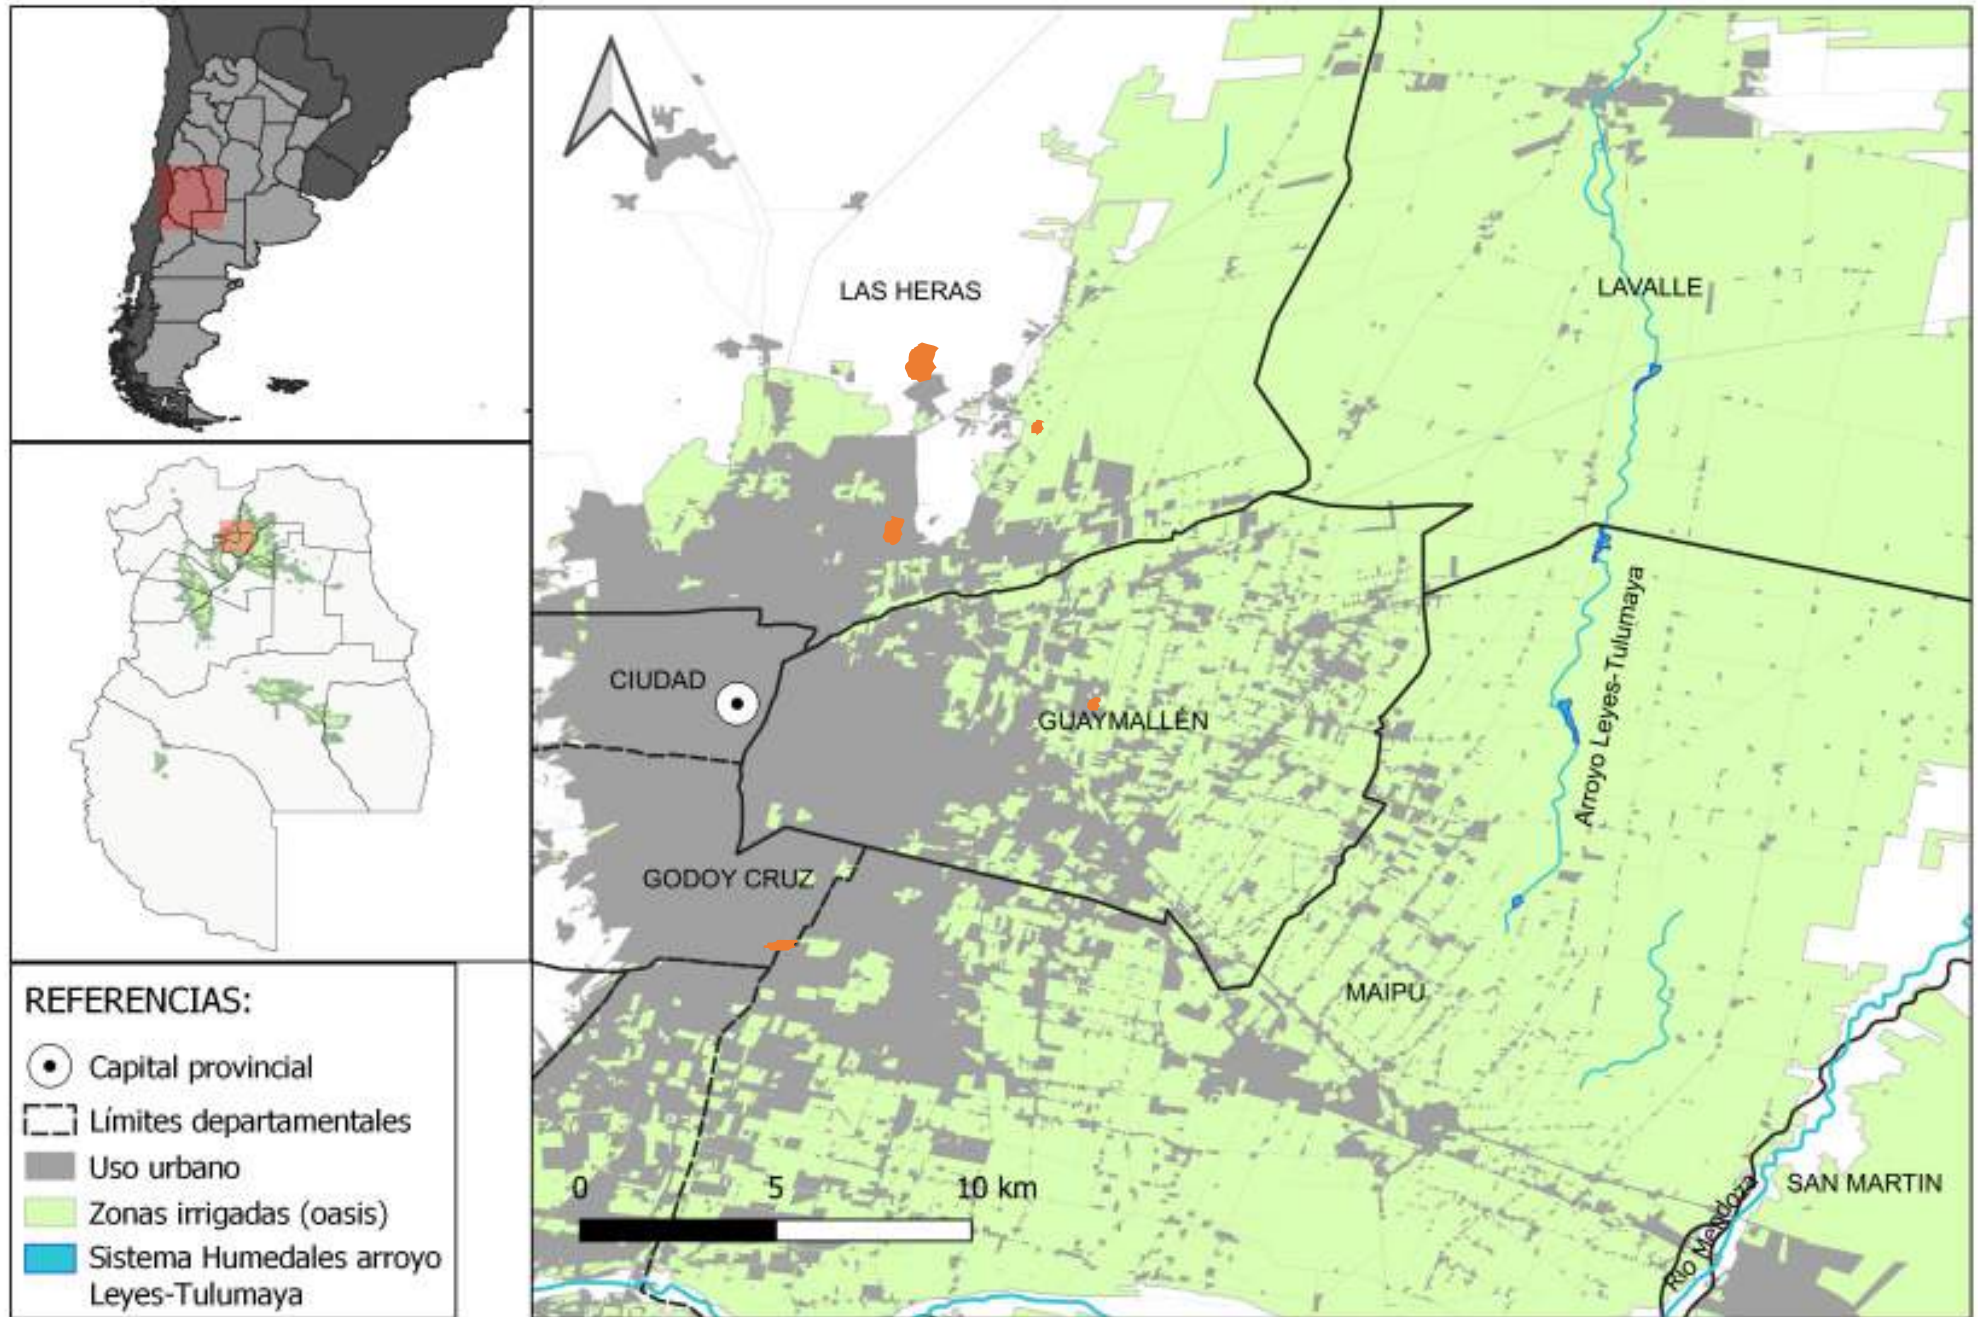 LAS HERAS
LAVALLE
CIUDAD
GUAYMALLÉN
Arroyo Leyes-Tulumaya
GODOY CRUZ
MAIPU
SAN MARTIN
Río Mendoza
0 5 10 km
REFERENCIAS:
Capital provincial
Límites departamentales
Uso urbano
Zonas irrigadas (oasis)
Sistema Humedales arroyo
Leyes-Tulumaya